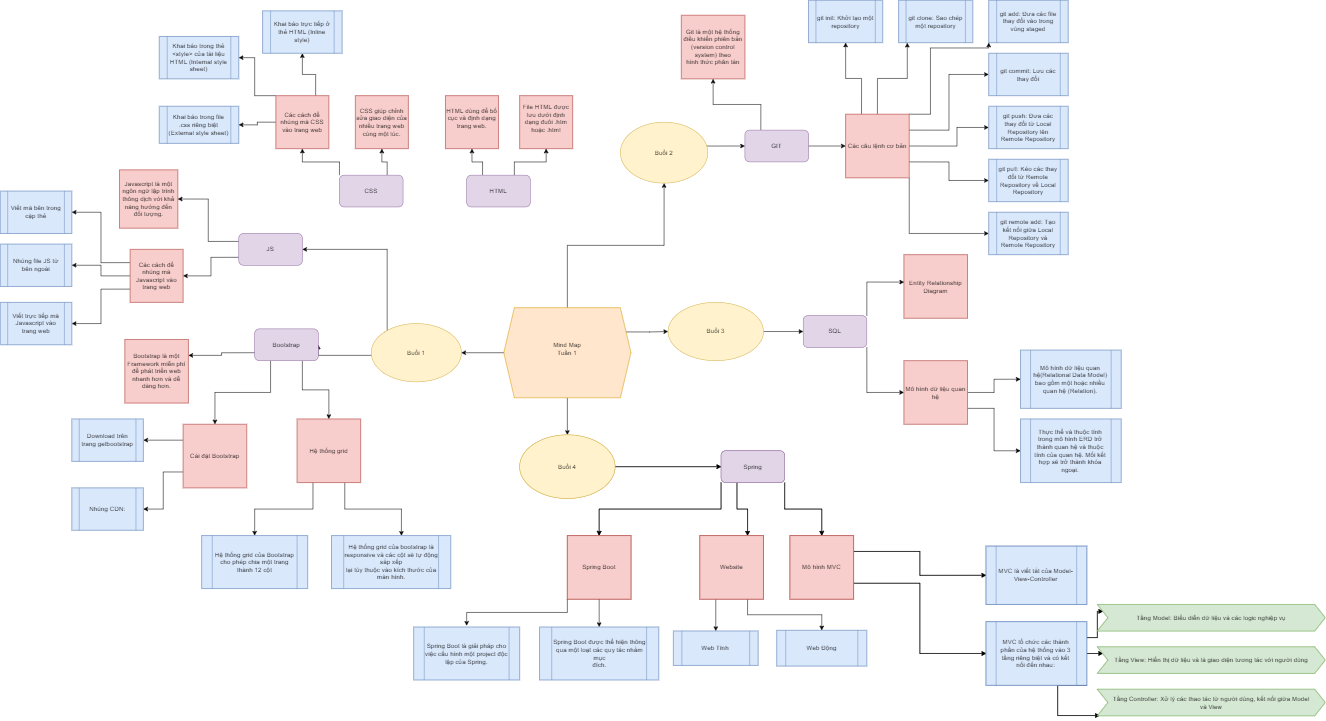 Khai báo trực tiếp ở
thẻ HTML (Inline
style)
Khai báo trong thẻ
<style> của tài liệu
HTML (Internal style
sheet)
Khai báo trong file
.css riêng biệt
(External style sheet)
Các cách để
nhúng mã CSS
vào trang web
CSS giúp chỉnh
sửa giao diện của
nhiều trang web
cùng một lúc.
HTML dùng để bố
cục và định dạng
trang web.
File HTML được
lưu dưới định
dạng đuôi .htm
hoặc .html
CSS
HTML
Git là một hệ thống
điều khiển phiên bản
(version control
system) theo
hình thức phân tán
git init: Khởi tạo một
repository
git clone: Sao chép
một repository
git add: Đưa các file
thay đổi vào trong
vùng staged
git commit: Lưu các
thay đổi
git push: Đưa các
thay đổi từ Local
Repository lên
Remote Repository
git pull: Kéo các thay
đổi từ Remote
Repository về Local
Repository
git remote add: Tạo
kết nối giữa Local
Repository và
Remote Repository
Buổi 2
GIT
Các câu lệnh cơ bản
Javascript là một
ngôn ngữ lập trình
thông dịch với khả
năng hướng đến
đối tượng.
Viết mã bên trong
cặp thẻ
Nhúng file JS từ
bên ngoài
Viết trực tiếp mã
Javascript vào
trang web
Các cách để
nhúng mã
Javascript vào
trang web
JS
Entity Relationship
Diagram
Bootstrap
Buổi 1
Mind Map
Tuần 1
Buổi 3
SQL
Bootstrap là một
framework miễn phí
để phát triển web
nhanh hơn và dễ
dàng hơn.
Mô hình dữ liệu quan
hệ
Mô hình dữ liệu quan
hệ(Relational Data Model)
bao gồm một hoặc nhiều
quan hệ (Relation).
Thực thể và thuộc tính
trong mô hình ERD trở
thành quan hệ và thuộc
tính của quan hệ. Mối kết
hợp sẽ trở thành khóa
ngoại.
Download trên
trang getbootstrap
Nhúng CDN:
Cài đặt Bootstrap
Hệ thống grid
Buổi 4
Spring
Hệ thống grid của Bootstrap
cho phép chia một trang
thành 12 cột
Hệ thống grid của bootstrap là
responsive và các cột sẽ tự động
sắp xếp
lại tùy thuộc vào kích thước của
màn hình.
Spring Boot
Website
Mô hình MVC
MVC là viết tắt của Model-
View-Controller
Spring Boot là giải pháp cho
việc cấu hình một project độc
lập của Spring.
Spring Boot được thể hiện thông
qua một loạt các quy tắc nhằm
mục
đích.
Web Tĩnh
Web Động
MVC tổ chức các thành
phần của hệ thống vào 3
tầng riêng biệt và có kết
nối đến nhau:
Tầng Model: Biểu diễn dữ liệu và các logic nghiệp vụ
Tầng View: Hiển thị dữ liệu và là giao diện tương tác với người dùng
Tầng Controller: Xử lý các thao tác từ người dùng, kết nối giữa Model
và View